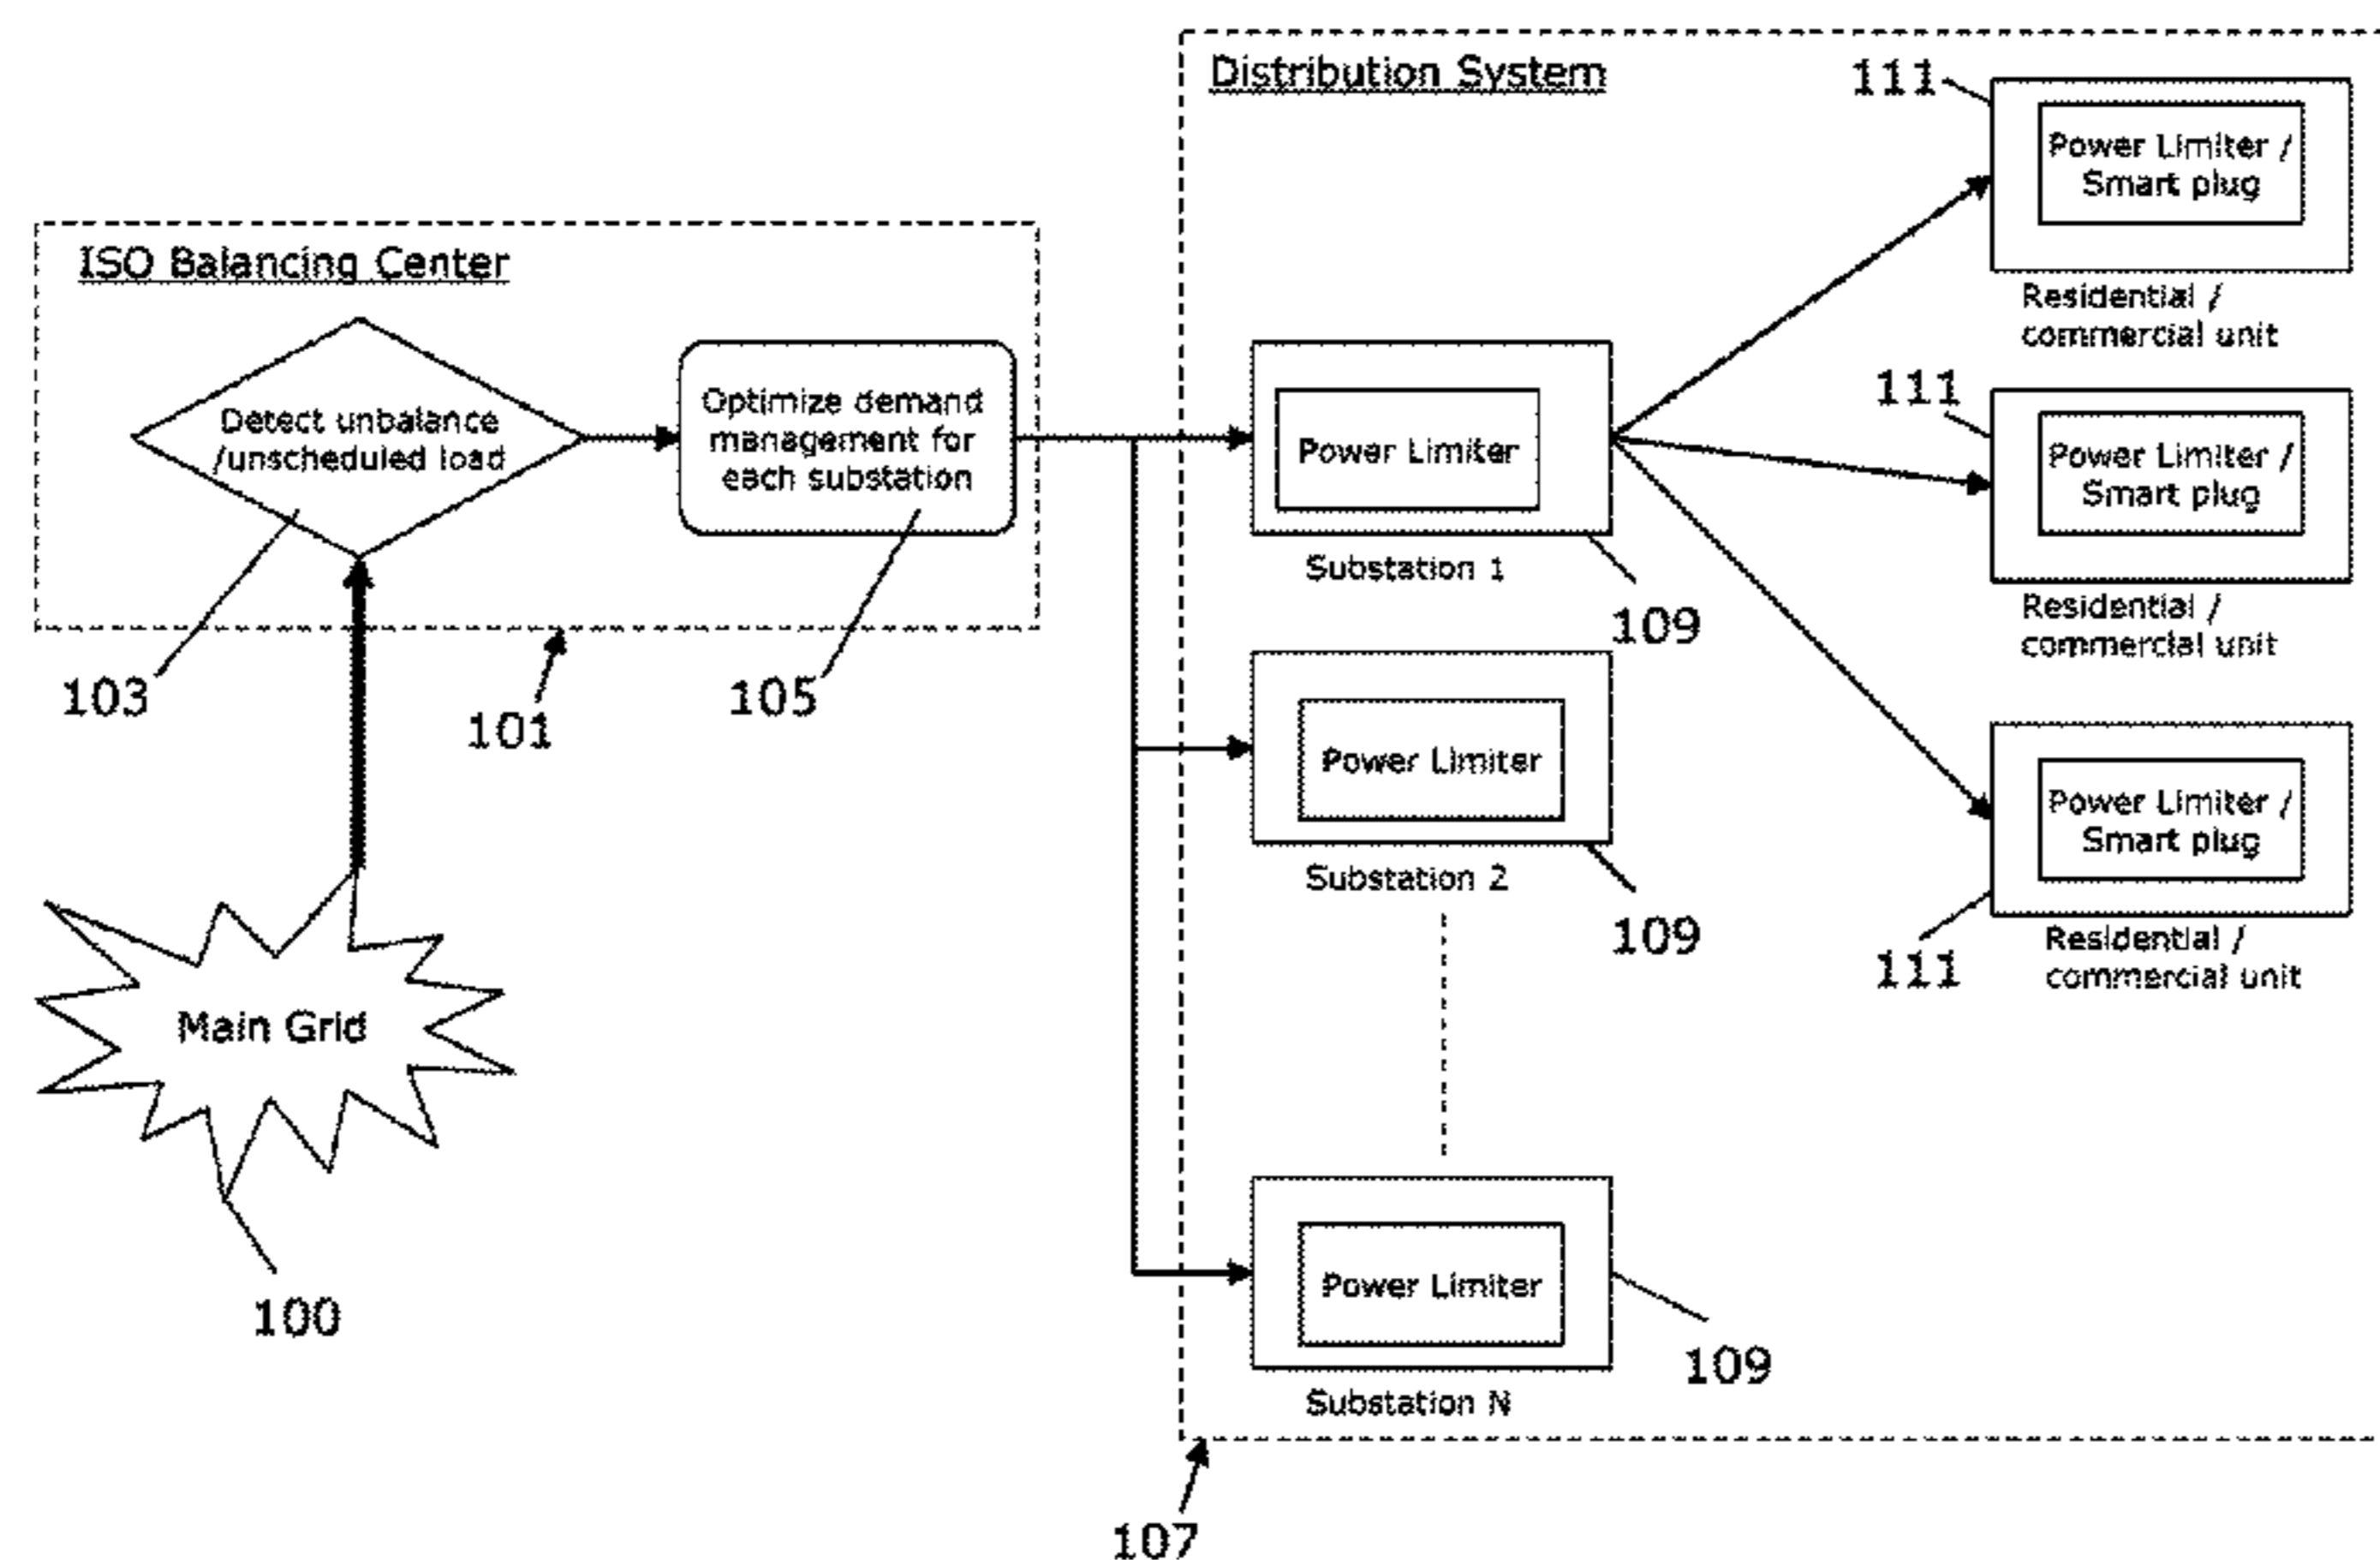 Distribution System
111
Power Limiter /
Smart plug
Residential /
commercial unit
ISO Balancing Center
Detect unbalance
/unscheduled load
Optimize demand
management for
each substation
103
101
105
Power Limiter
Substation 1
109
111
Power Limiter /
Smart plug
Residential /
commercial unit
Power Limiter
Substation 2
109
Power Limiter /
Smart plug
111
Residential /
commercial unit
Main Grid
100
Power Limiter
Substation N
109
107